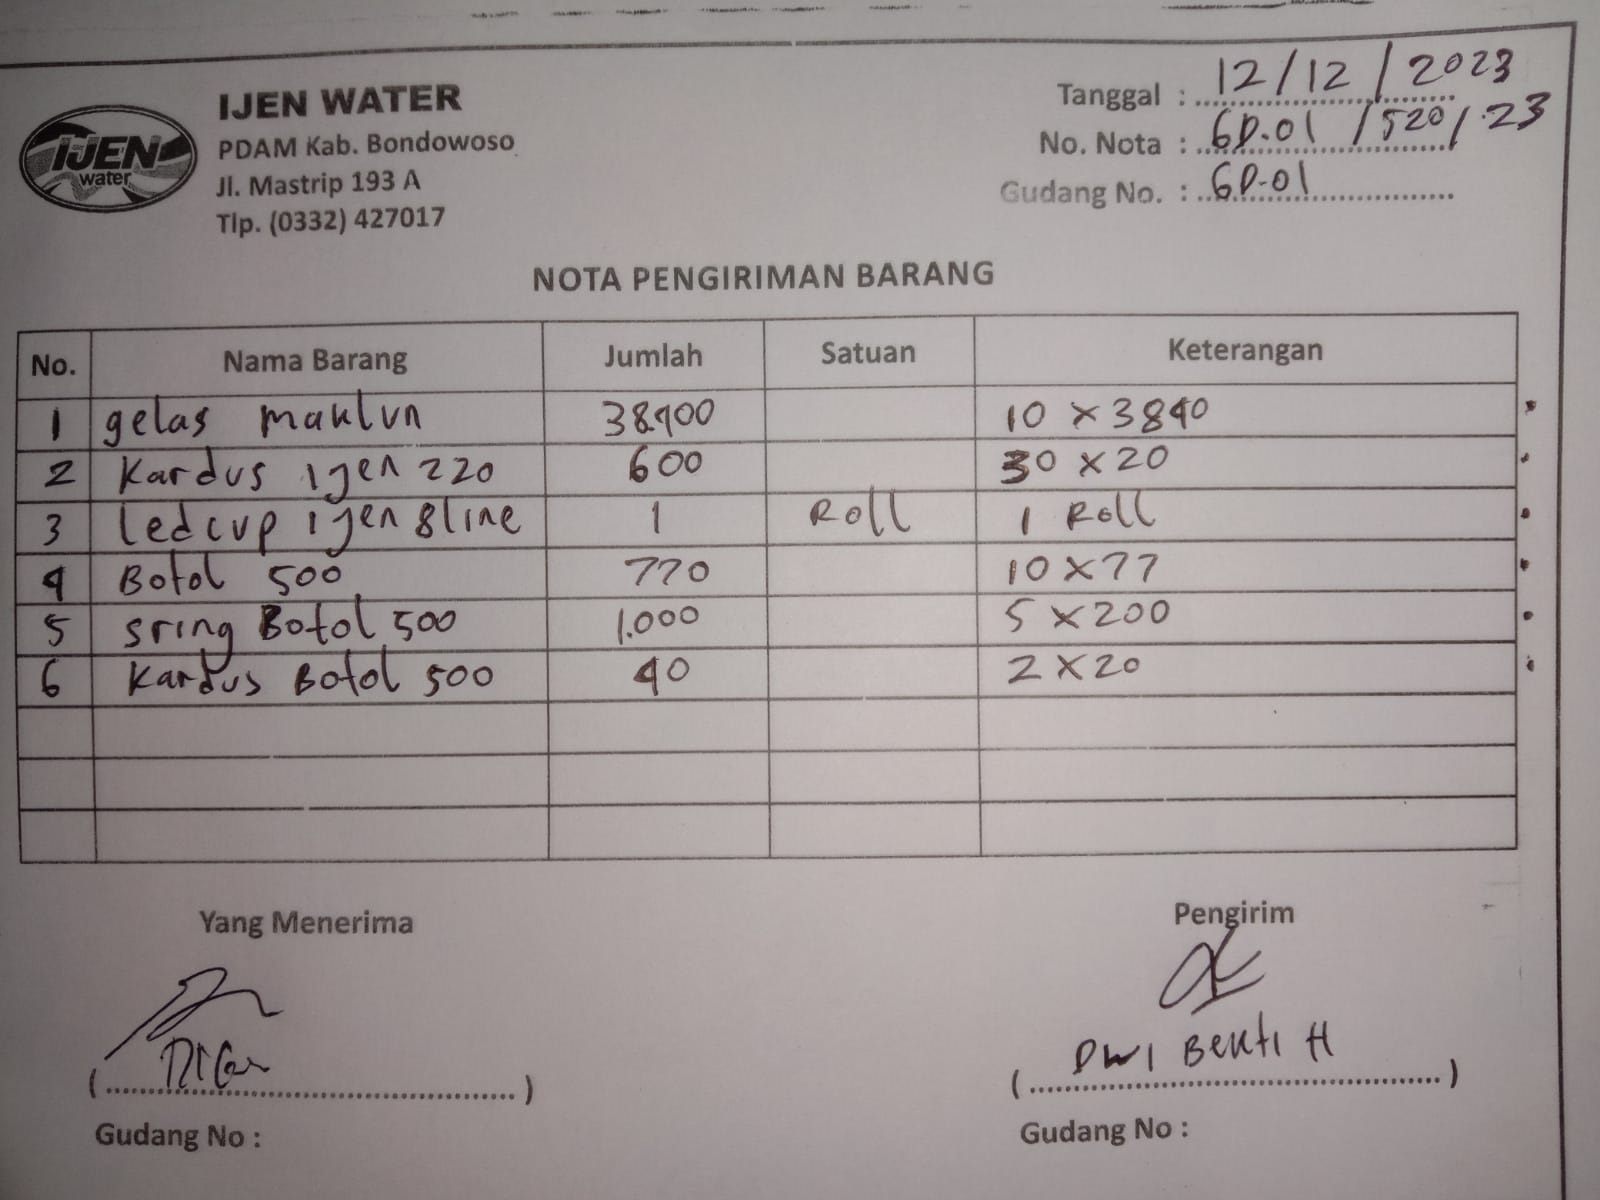 IJEN WATER
PDAM Kab. Bondowoso
Jl. Mastrip 193 A
Tlp. (0332) 427017
IJEN
water
Tanggal : 12/12/2023
No. Nota : GD.01/520/.23
Gudang No. : GD-01
NOTA PENGIRIMAN BARANG
No. Nama Barang Jumlah Satuan Keterangan
1 gelas maklun 38.400 10 x 3840
2 Kardus ijen 220 600 30 x 20
3 Ledcup ijen 8line 1 Roll 1 Roll
4 Botol 500 770 10 x 77
5 sring Botol 500 1.000 5 x 200
6 Kardus Botol 500 40 2 x 20
Yang Menerima Pengirim
(..........) (DWI BEKTI H)
Gudang No : Gudang No :